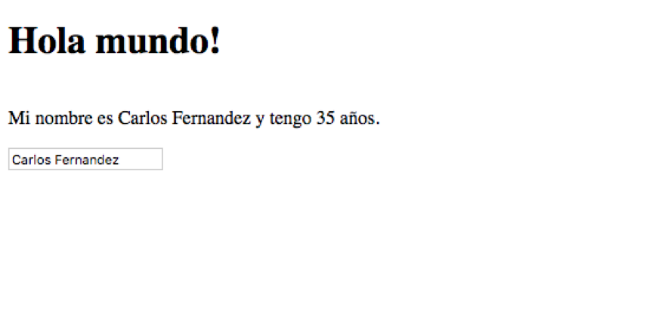 Hola mundo!
Mi nombre es Carlos Fernandez y tengo 35 años.
Carlos Fernandez